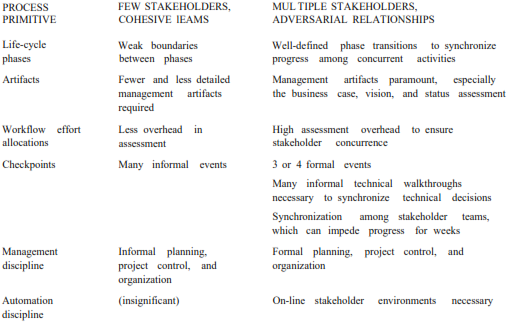 PROCESS PRIMITIVE
FEW STAKEHOLDERS, COHESIVE lEAMS
MULTIPLE STAKEHOLDERS, ADVERSARIAL RELATIONSHIPS
Life-cycle phases
Weak boundaries between phases
Well-defined phase transitions to synchronize progress among concurrent activities
Artifacts
Fewer and less detailed management artifacts required
Management artifacts paramount, especially the business case, vision, and status assessment
Workflow effort allocations
Less overhead in assessment
High assessment overhead to ensure stakeholder concurrence
Checkpoints
Many informal events
3 or 4 formal events
Many informal technical walkthroughs necessary to synchronize technical decisions
Synchronization among stakeholder teams, which can impede progress for weeks
Management discipline
Informal planning, project control, and organization
Formal planning, project control, and organization
Automation discipline
(insignificant)
On-line stakeholder environments necessary